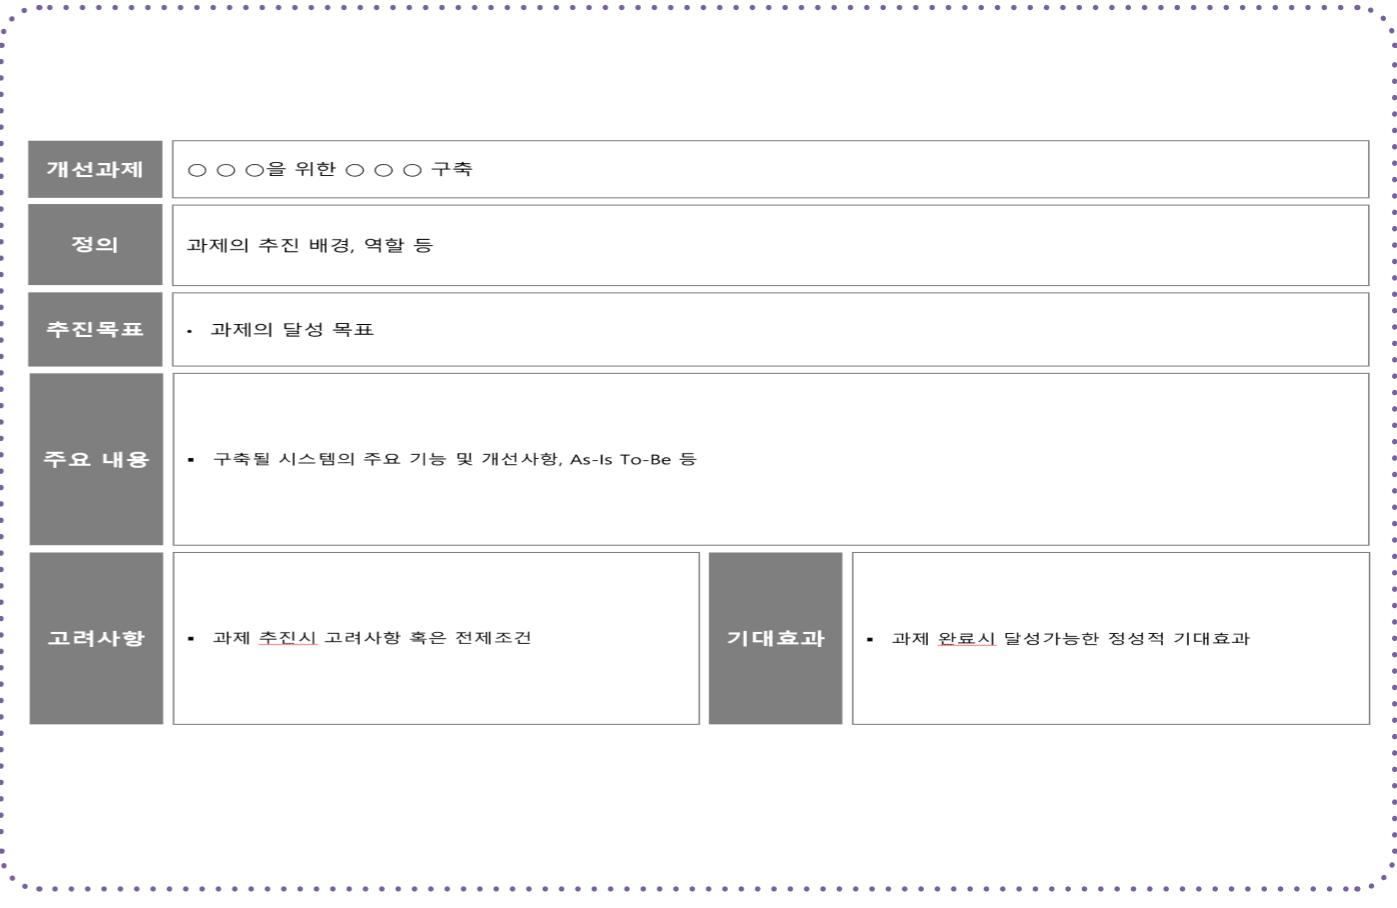 개선과제
○ ○ ○을 위한 ○ ○ ○ 구축
정의
과제의 추진 배경, 역할 등
추진목표
• 과제의 달성 목표
주요 내용
▪ 구축될 시스템의 주요 기능 및 개선사항, As-Is To-Be 등
고려사항
▪ 과제 추진시 고려사항 혹은 전제조건
기대효과
▪ 과제 완료시 달성가능한 정성적 기대효과